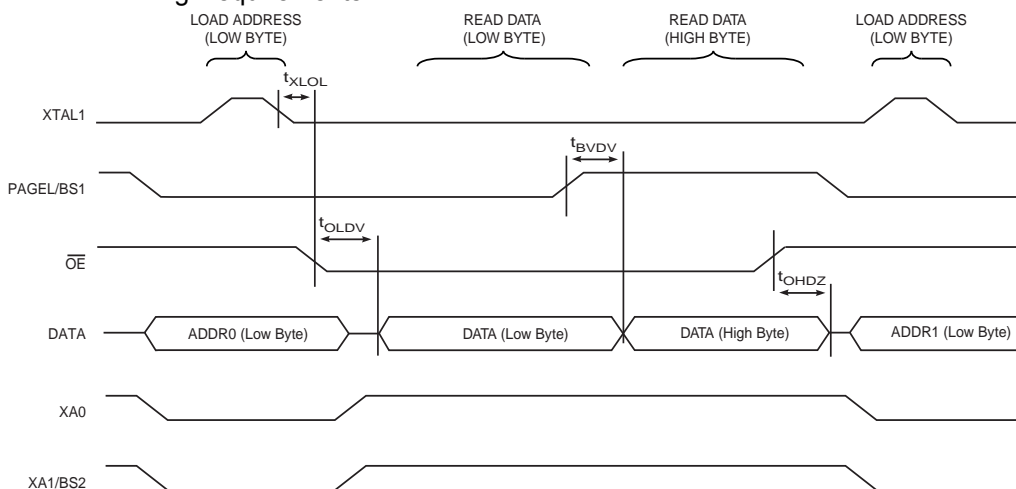 LOAD ADDRESS
(LOW BYTE)
READ DATA
(LOW BYTE)
READ DATA
(HIGH BYTE)
LOAD ADDRESS
(LOW BYTE)
tXLOL
XTAL1
tBVDV
PAGEL/BS1
tOLDV
OE
tOHDZ
DATA
ADDR0 (Low Byte)
DATA (Low Byte)
DATA (High Byte)
ADDR1 (Low Byte)
XA0
XA1/BS2